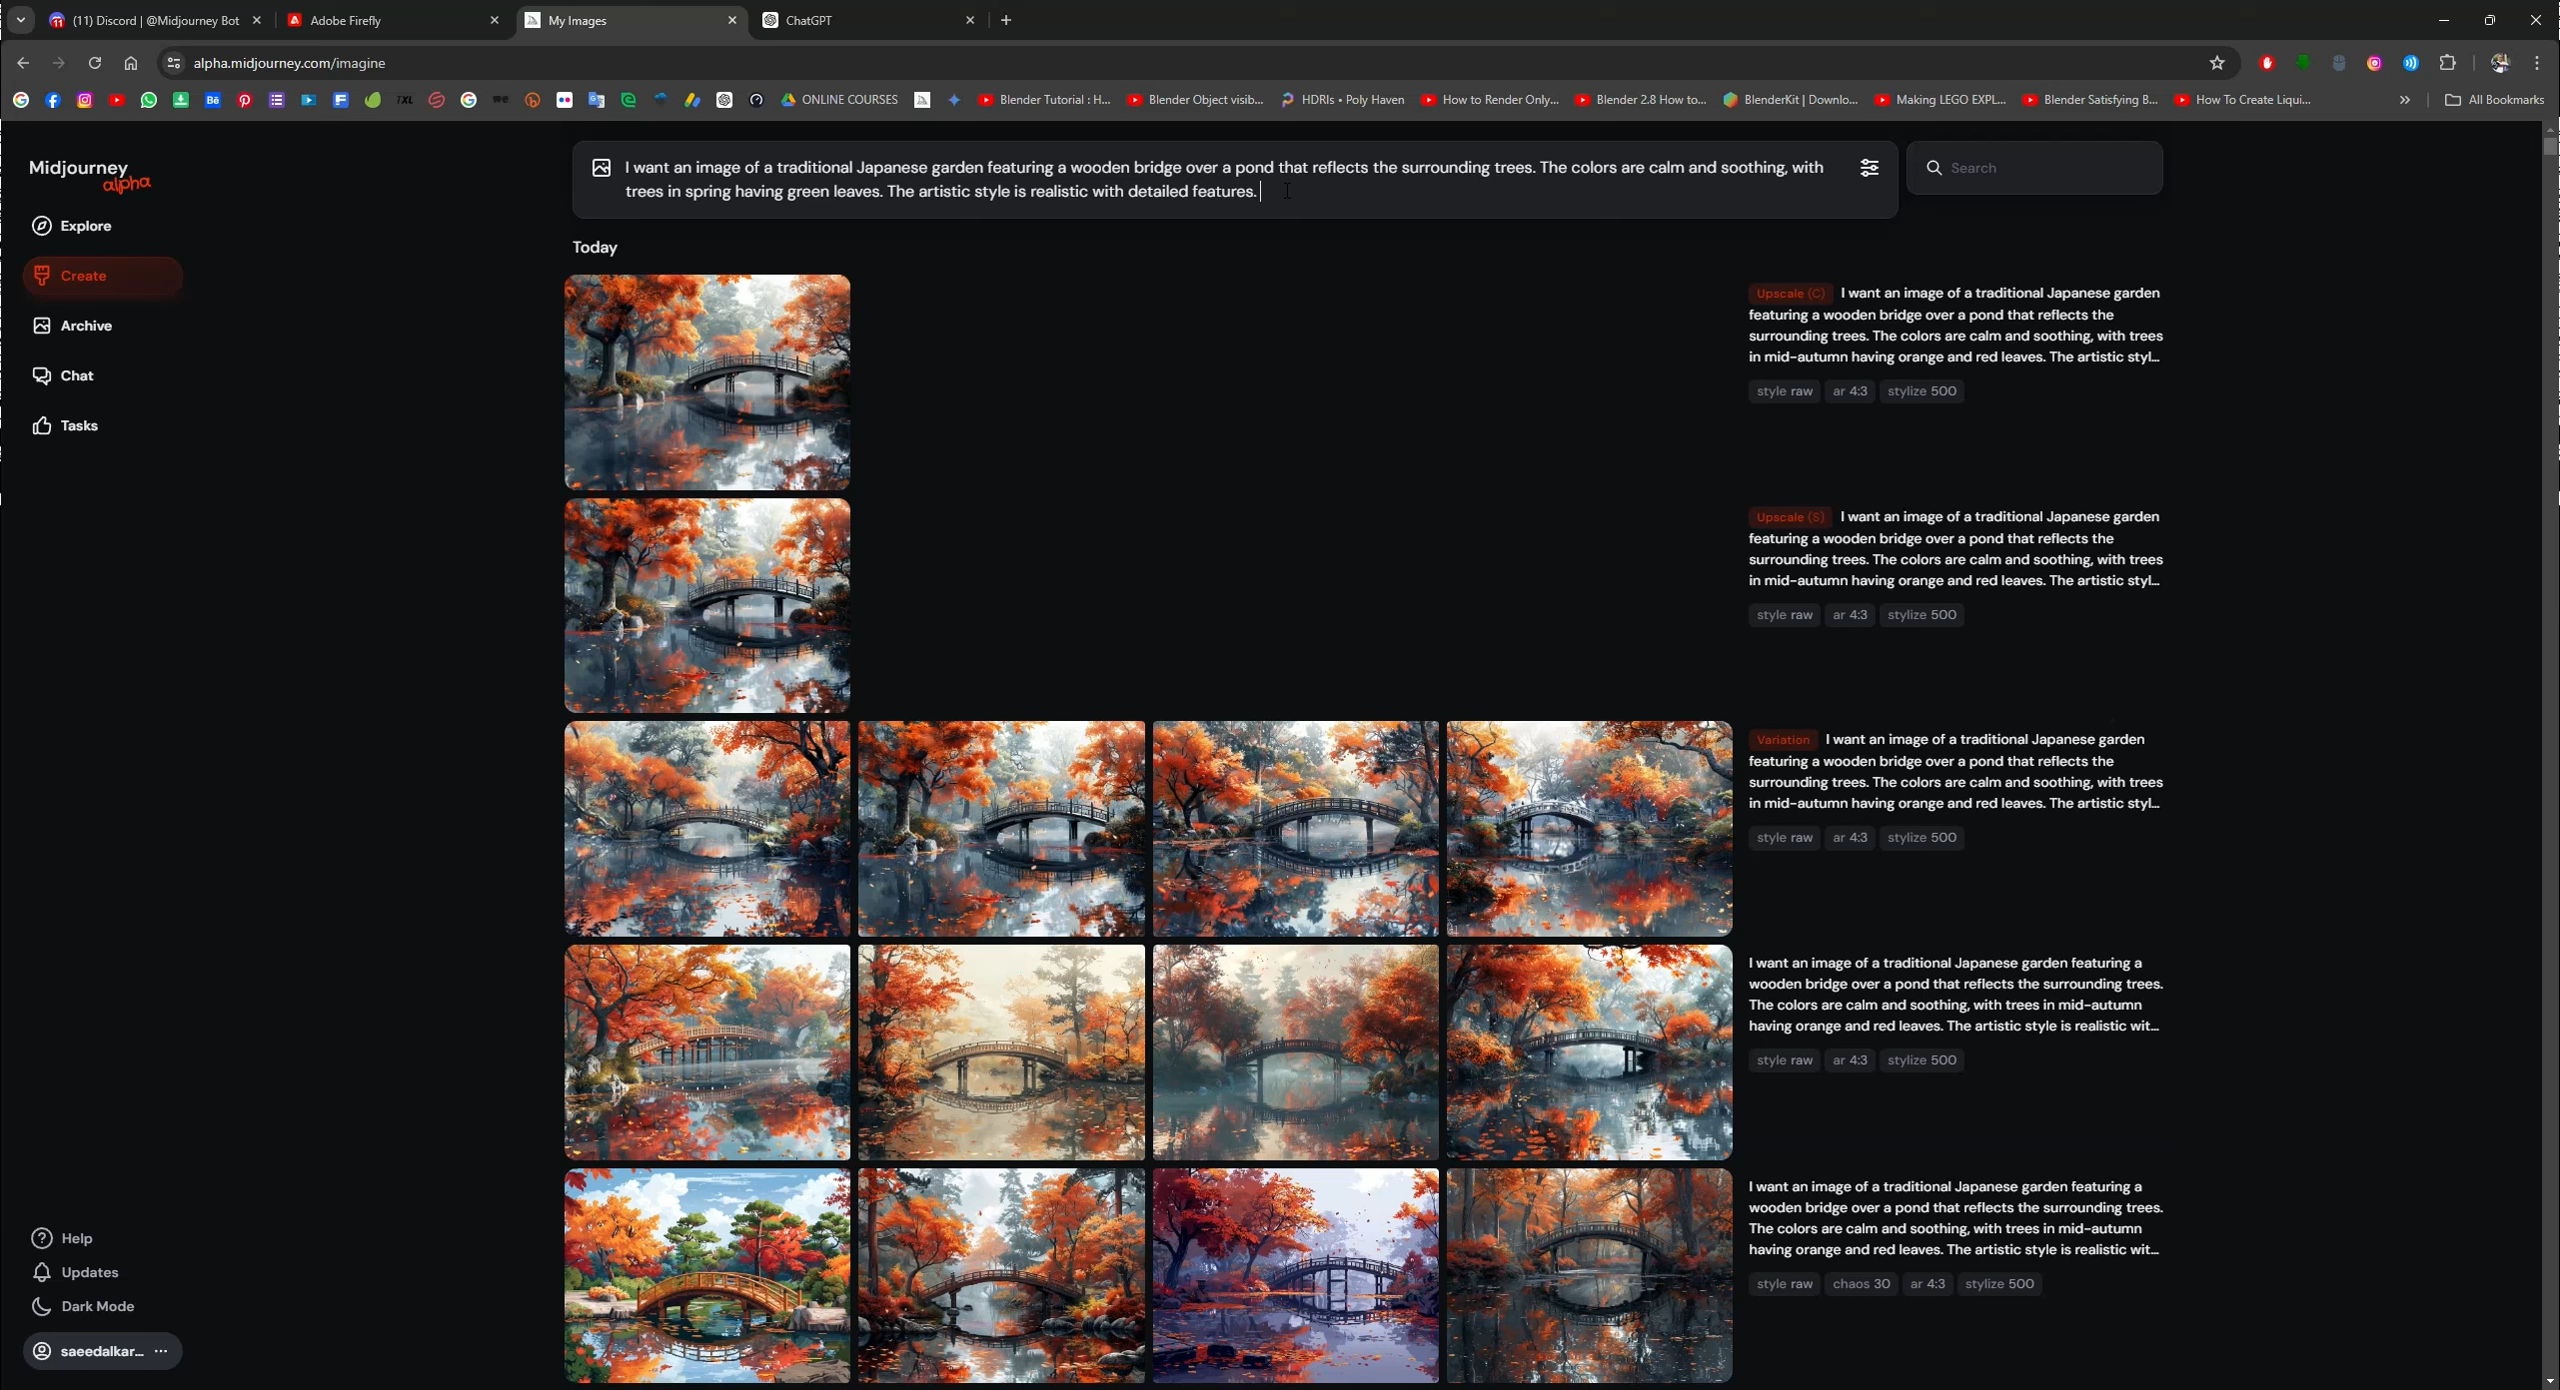 (11) Discord | @Midjourney Bot
Adobe Firefly
My Images
ChatGPT
alpha.midjourney.com/imagine
ONLINE COURSES
Blender Tutorial : H...
Blender Object visib...
HDRIs • Poly Haven
How to Render Only...
Blender 2.8 How to...
BlenderKit | Downlo...
Making LEGO EXPL...
Blender Satisfying B...
How To Create Liqui...
All Bookmarks
Midjourney
alpha
Explore
Create
Archive
Chat
Tasks
I want an image of a traditional Japanese garden featuring a wooden bridge over a pond that reflects the surrounding trees. The colors are calm and soothing, with
trees in spring having green leaves. The artistic style is realistic with detailed features.
Search
Today
Upscale (C) I want an image of a traditional Japanese garden
featuring a wooden bridge over a pond that reflects the
surrounding trees. The colors are calm and soothing, with trees
in mid-autumn having orange and red leaves. The artistic styl...
style raw ar 4:3 stylize 500
Upscale (S) I want an image of a traditional Japanese garden
featuring a wooden bridge over a pond that reflects the
surrounding trees. The colors are calm and soothing, with trees
in mid-autumn having orange and red leaves. The artistic styl...
style raw ar 4:3 stylize 500
Variation I want an image of a traditional Japanese garden
featuring a wooden bridge over a pond that reflects the
surrounding trees. The colors are calm and soothing, with trees
in mid-autumn having orange and red leaves. The artistic styl...
style raw ar 4:3 stylize 500
I want an image of a traditional Japanese garden featuring a
wooden bridge over a pond that reflects the surrounding trees.
The colors are calm and soothing, with trees in mid-autumn
having orange and red leaves. The artistic style is realistic wit...
style raw ar 4:3 stylize 500
I want an image of a traditional Japanese garden featuring a
wooden bridge over a pond that reflects the surrounding trees.
The colors are calm and soothing, with trees in mid-autumn
having orange and red leaves. The artistic style is realistic wit...
style raw chaos 30 ar 4:3 stylize 500
Help
Updates
Dark Mode
saeedalkar... ...